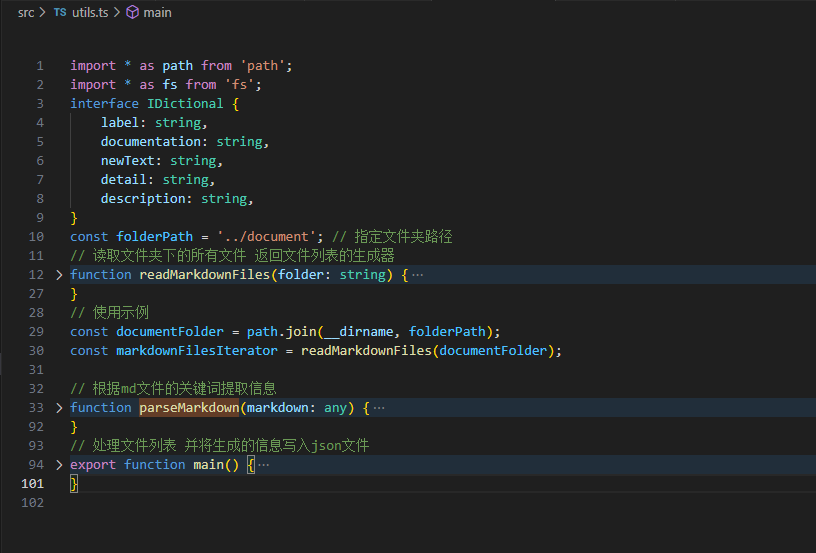 src > TS utils.ts > main
1 import * as path from 'path';
2 import * as fs from 'fs';
3 interface IDictional {
4 label: string,
5 documentation: string,
6 newText: string,
7 detail: string,
8 description: string,
9 }
10 const folderPath = '../document'; // 指定文件夹路径
11 // 读取文件夹下的所有文件 返回文件列表的生成器
12 > function readMarkdownFiles(folder: string) {···
27 }
28 // 使用示例
29 const documentFolder = path.join(__dirname, folderPath);
30 const markdownFilesIterator = readMarkdownFiles(documentFolder);
31
32 // 根据md文件的关键词提取信息
33 > function parseMarkdown(markdown: any) {···
92 }
93 // 处理文件列表 并将生成的信息写入json文件
94 > export function main() {···
101 }
102